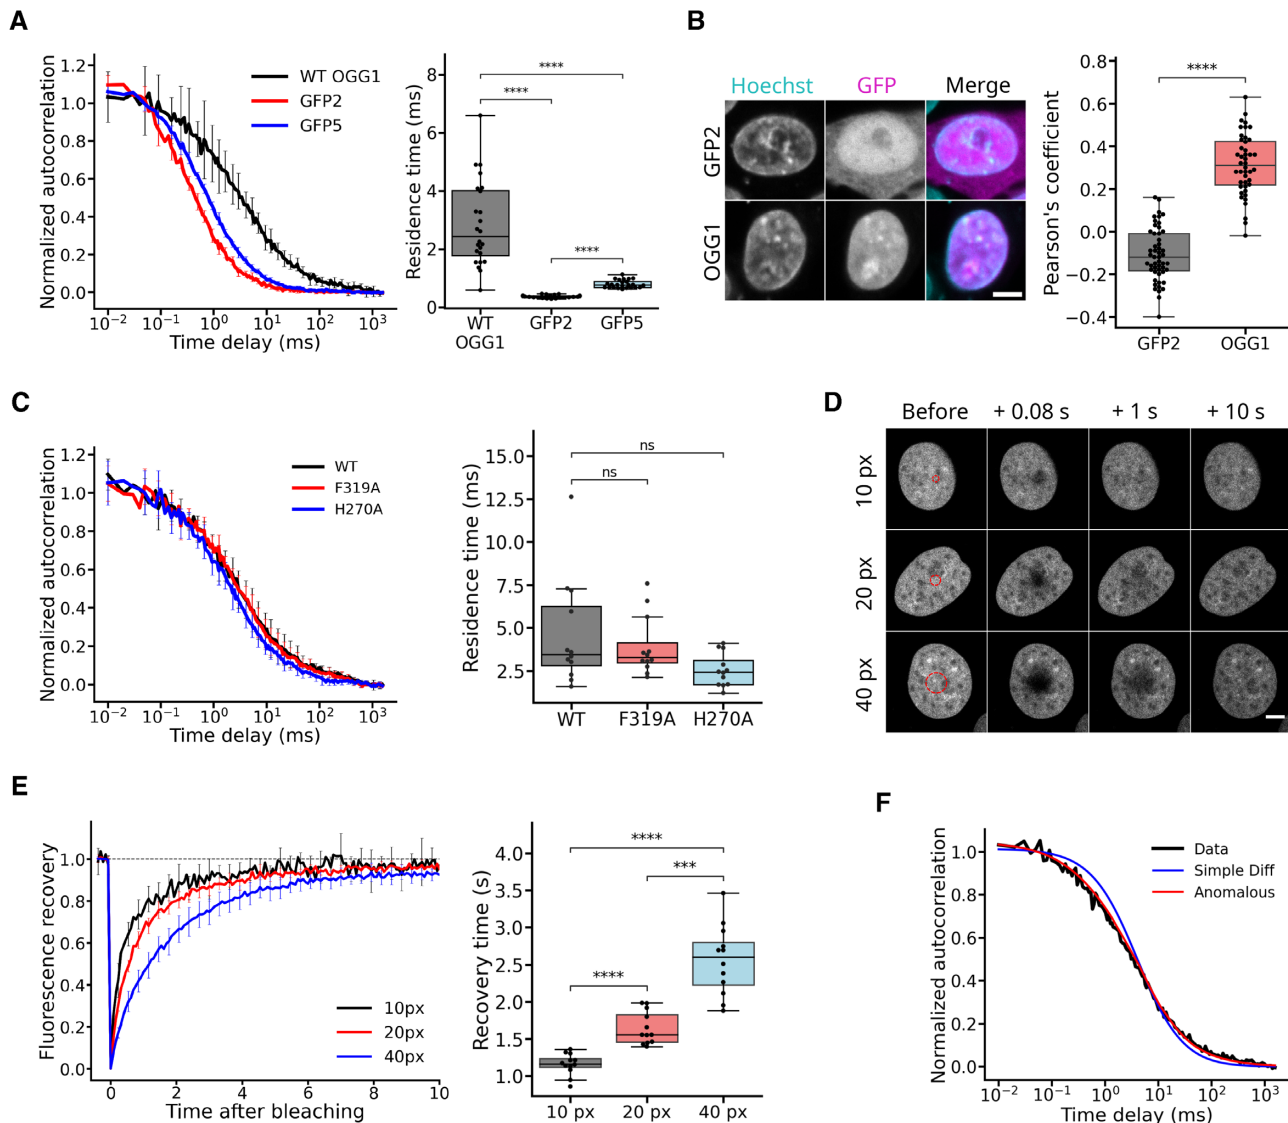 A
Normalized autocorrelation
1.2
1.0
0.8
0.6
0.4
0.2
0.0
WT OGG1
GFP2
GFP5
10⁻² 10⁻¹ 10⁰ 10¹ 10² 10³
Time delay (ms)
Residence time (ms)
8
6
4
2
0
****
****
****
WT OGG1
GFP2
GFP5
B
Hoechst GFP Merge
GFP2
OGG1
Pearson's coefficient
0.8
0.6
0.4
0.2
0.0
−0.2
−0.4
****
GFP2 OGG1
C
Normalized autocorrelation
1.2
1.0
0.8
0.6
0.4
0.2
0.0
WT
F319A
H270A
10⁻² 10⁻¹ 10⁰ 10¹ 10² 10³
Time delay (ms)
Residence time (ms)
15.0
12.5
10.0
7.5
5.0
2.5
ns
ns
WT F319A H270A
D
Before + 0.08 s + 1 s + 10 s
10 px
20 px
40 px
E
Fluorescence recovery
1.0
0.8
0.6
0.4
0.2
0.0
10px
20px
40px
0 2 4 6 8 10
Time after bleaching
Recovery time (s)
4.0
3.5
3.0
2.5
2.0
1.5
1.0
****
***
****
10 px 20 px 40 px
F
Normalized autocorrelation
1.0
0.8
0.6
0.4
0.2
0.0
Data
Simple Diff
Anomalous
10⁻² 10⁻¹ 10⁰ 10¹ 10² 10³
Time delay (ms)